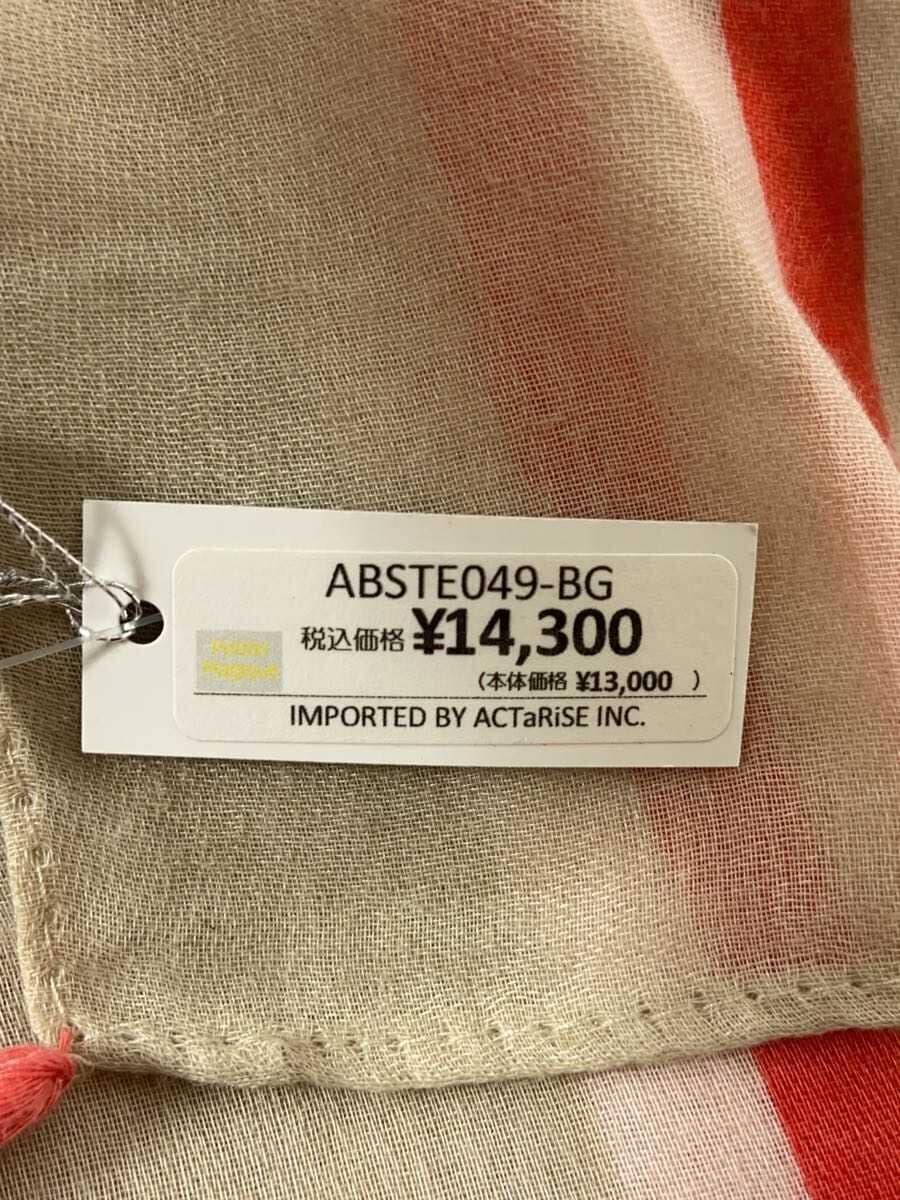 ABSTE049-BG
税込価格 ¥14,300
(本体価格 ¥13,000 )
IMPORTED BY ACTaRiSE INC.